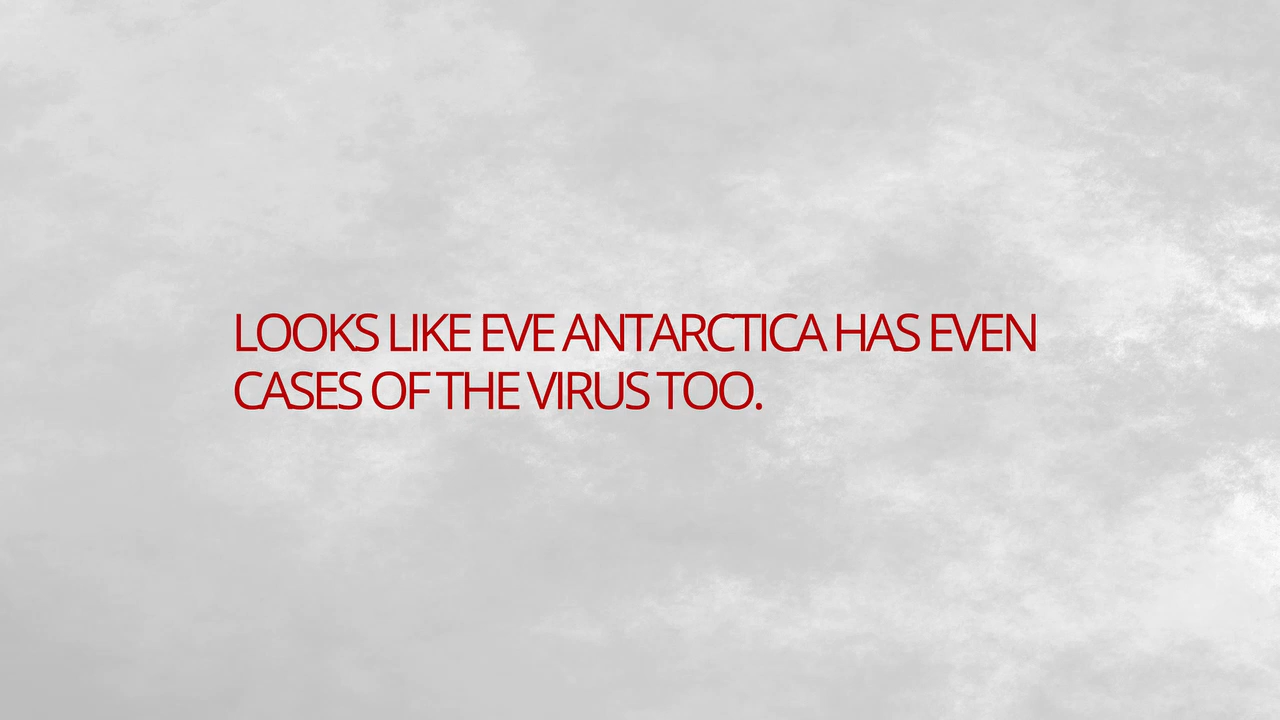 LOOKS LIKE EVE ANTARCTICA HAS EVEN
CASES OF THE VIRUS TOO.